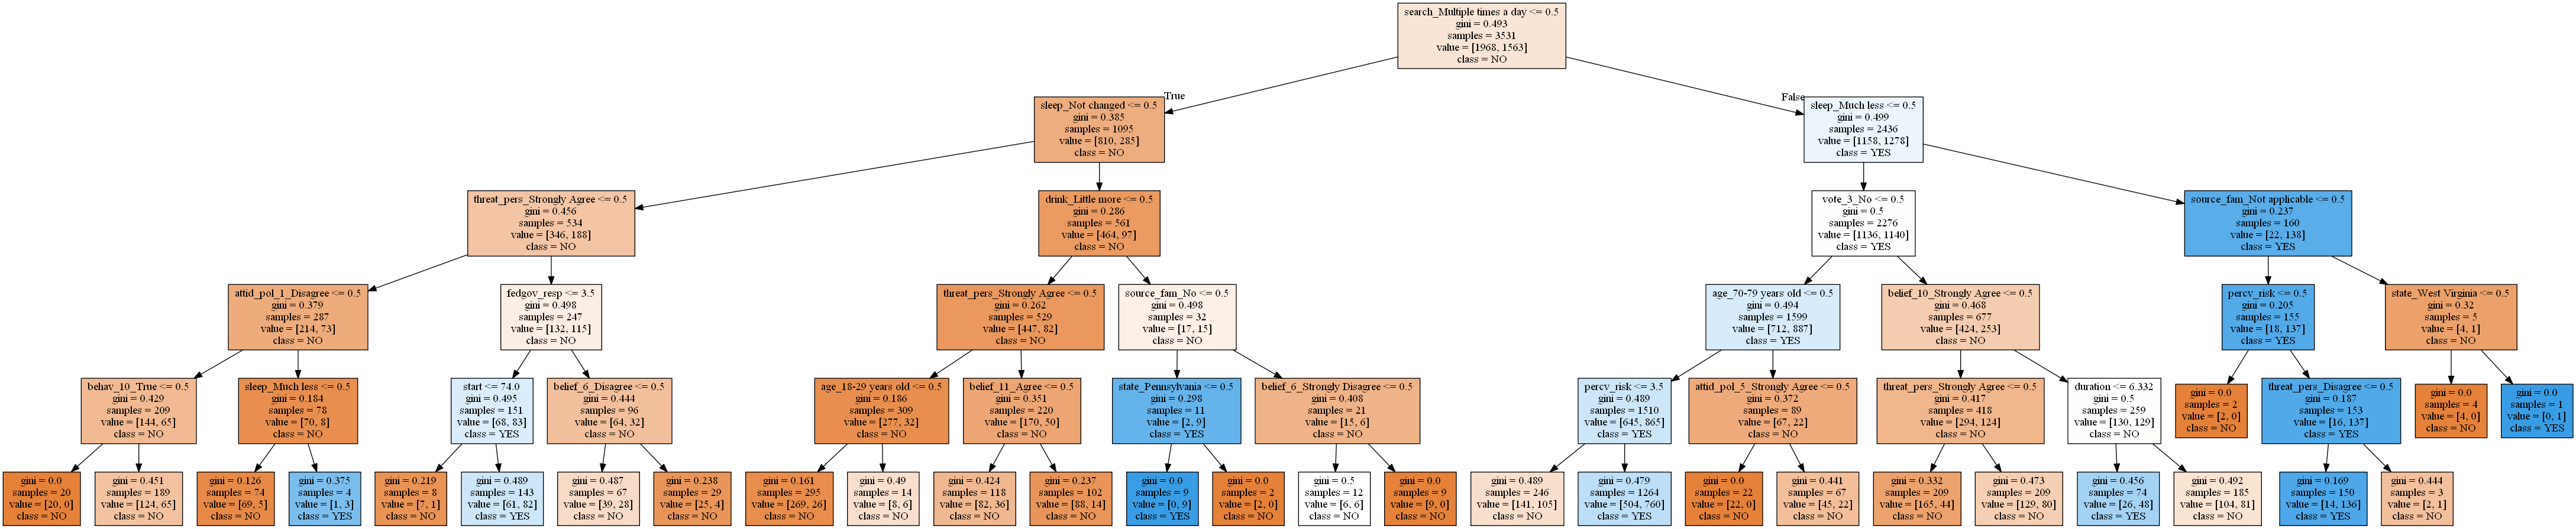 search_Multiple times a day <= 0.5
gini = 0.493
samples = 3531
value = [1968, 1563]
class = NO
True
False
sleep_Not changed <= 0.5
gini = 0.385
samples = 1095
value = [810, 285]
class = NO
sleep_Much less <= 0.5
gini = 0.499
samples = 2436
value = [1158, 1278]
class = YES
threat_pers_Strongly Agree <= 0.5
gini = 0.456
samples = 534
value = [346, 188]
class = NO
drink_Little more <= 0.5
gini = 0.286
samples = 561
value = [464, 97]
class = NO
vote_3_No <= 0.5
gini = 0.5
samples = 2276
value = [1136, 1140]
class = YES
source_fam_Not applicable <= 0.5
gini = 0.237
samples = 160
value = [22, 138]
class = YES
attid_pol_1_Disagree <= 0.5
gini = 0.379
samples = 287
value = [214, 73]
class = NO
fedgov_resp <= 3.5
gini = 0.498
samples = 247
value = [132, 115]
class = NO
threat_pers_Strongly Agree <= 0.5
gini = 0.262
samples = 529
value = [447, 82]
class = NO
source_fam_No <= 0.5
gini = 0.498
samples = 32
value = [17, 15]
class = NO
age_70-79 years old <= 0.5
gini = 0.494
samples = 1599
value = [712, 887]
class = YES
belief_10_Strongly Agree <= 0.5
gini = 0.468
samples = 677
value = [424, 253]
class = NO
percv_risk <= 0.5
gini = 0.205
samples = 155
value = [18, 137]
class = YES
state_West Virginia <= 0.5
gini = 0.32
samples = 5
value = [4, 1]
class = NO
behav_10_True <= 0.5
gini = 0.429
samples = 209
value = [144, 65]
class = NO
sleep_Much less <= 0.5
gini = 0.184
samples = 78
value = [70, 8]
class = NO
start <= 74.0
gini = 0.495
samples = 151
value = [68, 83]
class = YES
belief_6_Disagree <= 0.5
gini = 0.444
samples = 96
value = [64, 32]
class = NO
age_18-29 years old <= 0.5
gini = 0.186
samples = 309
value = [277, 32]
class = NO
belief_11_Agree <= 0.5
gini = 0.351
samples = 220
value = [170, 50]
class = NO
state_Pennsylvania <= 0.5
gini = 0.298
samples = 11
value = [2, 9]
class = YES
belief_6_Strongly Disagree <= 0.5
gini = 0.408
samples = 21
value = [15, 6]
class = NO
percv_risk <= 3.5
gini = 0.489
samples = 1510
value = [645, 865]
class = YES
attid_pol_5_Strongly Agree <= 0.5
gini = 0.372
samples = 89
value = [67, 22]
class = NO
threat_pers_Strongly Agree <= 0.5
gini = 0.417
samples = 418
value = [294, 124]
class = NO
duration <= 6.332
gini = 0.5
samples = 259
value = [130, 129]
class = NO
gini = 0.0
samples = 2
value = [2, 0]
class = NO
threat_pers_Disagree <= 0.5
gini = 0.187
samples = 153
value = [16, 137]
class = YES
gini = 0.0
samples = 4
value = [4, 0]
class = NO
gini = 0.0
samples = 1
value = [0, 1]
class = YES
gini = 0.0
samples = 20
value = [20, 0]
class = NO
gini = 0.451
samples = 189
value = [124, 65]
class = NO
gini = 0.126
samples = 74
value = [69, 5]
class = NO
gini = 0.375
samples = 4
value = [1, 3]
class = YES
gini = 0.219
samples = 8
value = [7, 1]
class = NO
gini = 0.489
samples = 143
value = [61, 82]
class = YES
gini = 0.487
samples = 67
value = [39, 28]
class = NO
gini = 0.238
samples = 29
value = [25, 4]
class = NO
gini = 0.161
samples = 295
value = [269, 26]
class = NO
gini = 0.49
samples = 14
value = [8, 6]
class = NO
gini = 0.424
samples = 118
value = [82, 36]
class = NO
gini = 0.237
samples = 102
value = [88, 14]
class = NO
gini = 0.0
samples = 9
value = [0, 9]
class = YES
gini = 0.0
samples = 2
value = [2, 0]
class = NO
gini = 0.5
samples = 12
value = [6, 6]
class = NO
gini = 0.0
samples = 9
value = [9, 0]
class = NO
gini = 0.489
samples = 246
value = [141, 105]
class = NO
gini = 0.479
samples = 1264
value = [504, 760]
class = YES
gini = 0.0
samples = 22
value = [22, 0]
class = NO
gini = 0.441
samples = 67
value = [45, 22]
class = NO
gini = 0.332
samples = 209
value = [165, 44]
class = NO
gini = 0.473
samples = 209
value = [129, 80]
class = NO
gini = 0.456
samples = 74
value = [26, 48]
class = YES
gini = 0.492
samples = 185
value = [104, 81]
class = NO
gini = 0.169
samples = 150
value = [14, 136]
class = YES
gini = 0.444
samples = 3
value = [2, 1]
class = NO